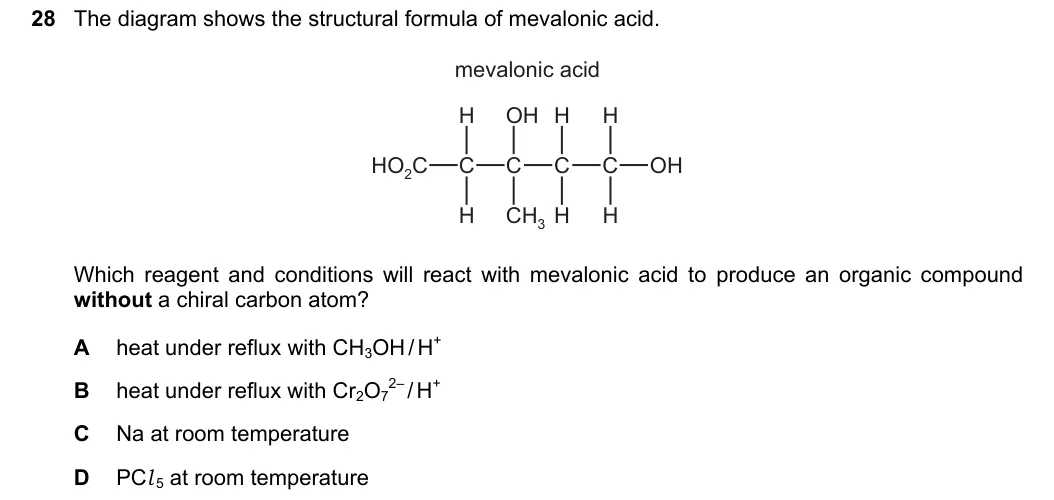 28 The diagram shows the structural formula of mevalonic acid.
mevalonic acid
H OH H H
HO₂C—C—C—C—C—OH
H CH₃ H H
Which reagent and conditions will react with mevalonic acid to produce an organic compound
without a chiral carbon atom?
A heat under reflux with CH₃OH/H⁺
B heat under reflux with Cr₂O₇²⁻/H⁺
C Na at room temperature
D PCl₅ at room temperature